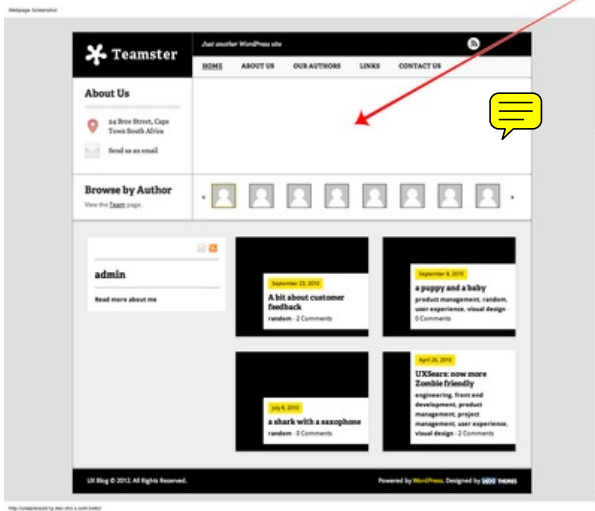 Webpage Screenshot
Teamster
Just another WordPress site
HOME ABOUT US OUR AUTHORS LINKS CONTACT US
About Us
24 Bree Street, Cape
Town South Africa
Send us an email
Browse by Author
View the Team page.
admin
Read more about me
September 23, 2010
A bit about customer
feedback
random - 2 Comments
September 8, 2010
a puppy and a baby
product management, random,
user experience, visual design -
0 Comments
July 8, 2010
a shark with a saxophone
random - 0 Comments
April 26, 2010
UXSears: now more
Zombie friendly
engineering, front end
development, product
management, project
management, user experience,
visual design - 2 Comments
UX Blog © 2012. All Rights Reserved.
Powered by WordPress. Designed by WOO THEMES